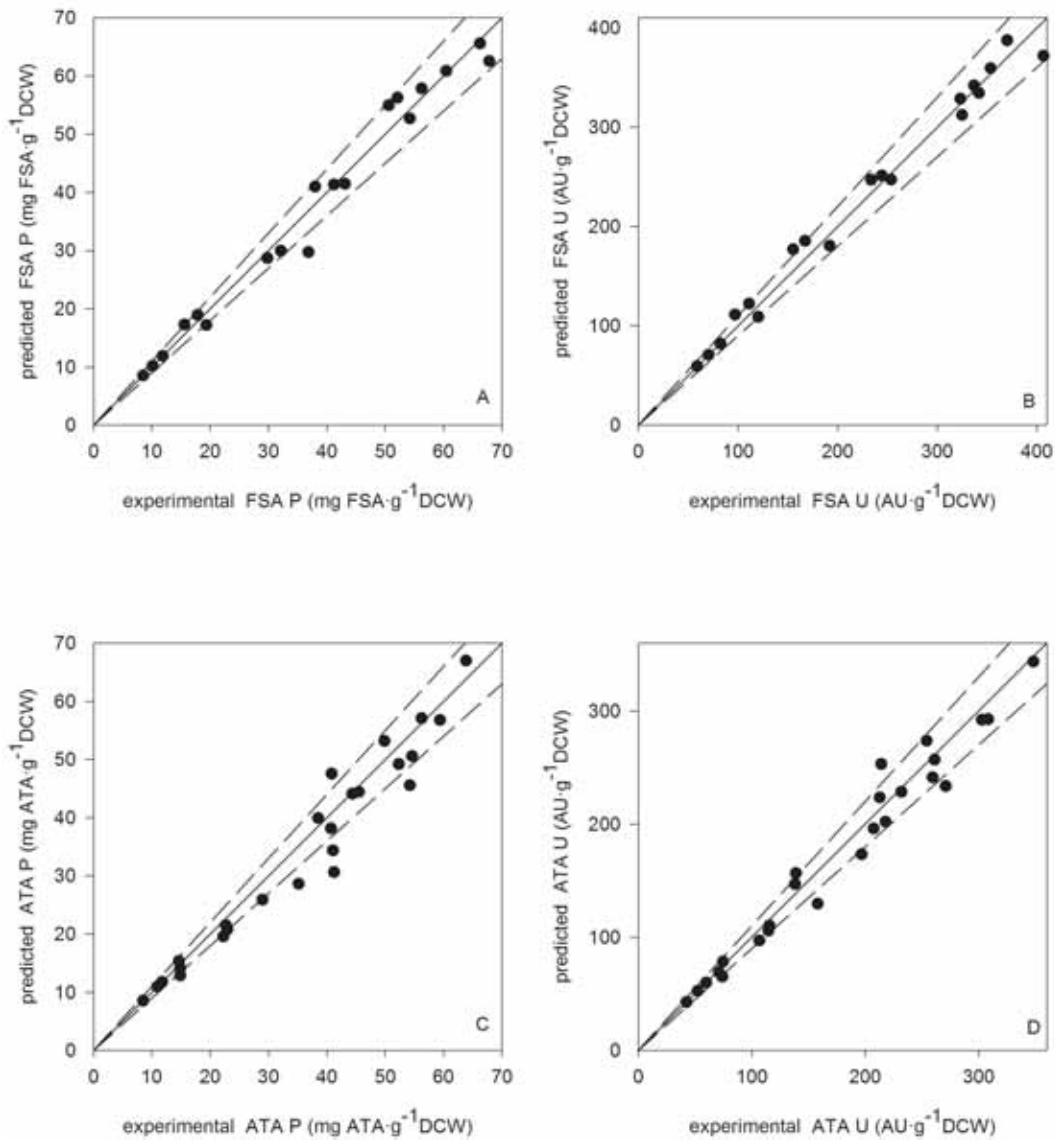 predicted FSA P (mg FSA·g⁻¹DCW)
70
60
50
40
30
20
10
0
A
0 10 20 30 40 50 60 70
experimental FSA P (mg FSA·g⁻¹DCW)
predicted FSA U (AU·g⁻¹DCW)
400
300
200
100
0
B
0 100 200 300 400
experimental FSA U (AU·g⁻¹DCW)
predicted ATA P (mg ATA·g⁻¹DCW)
70
60
50
40
30
20
10
0
C
0 10 20 30 40 50 60 70
experimental ATA P (mg ATA·g⁻¹DCW)
predicted ATA U (AU·g⁻¹DCW)
300
200
100
0
D
0 100 200 300
experimental ATA U (AU·g⁻¹DCW)